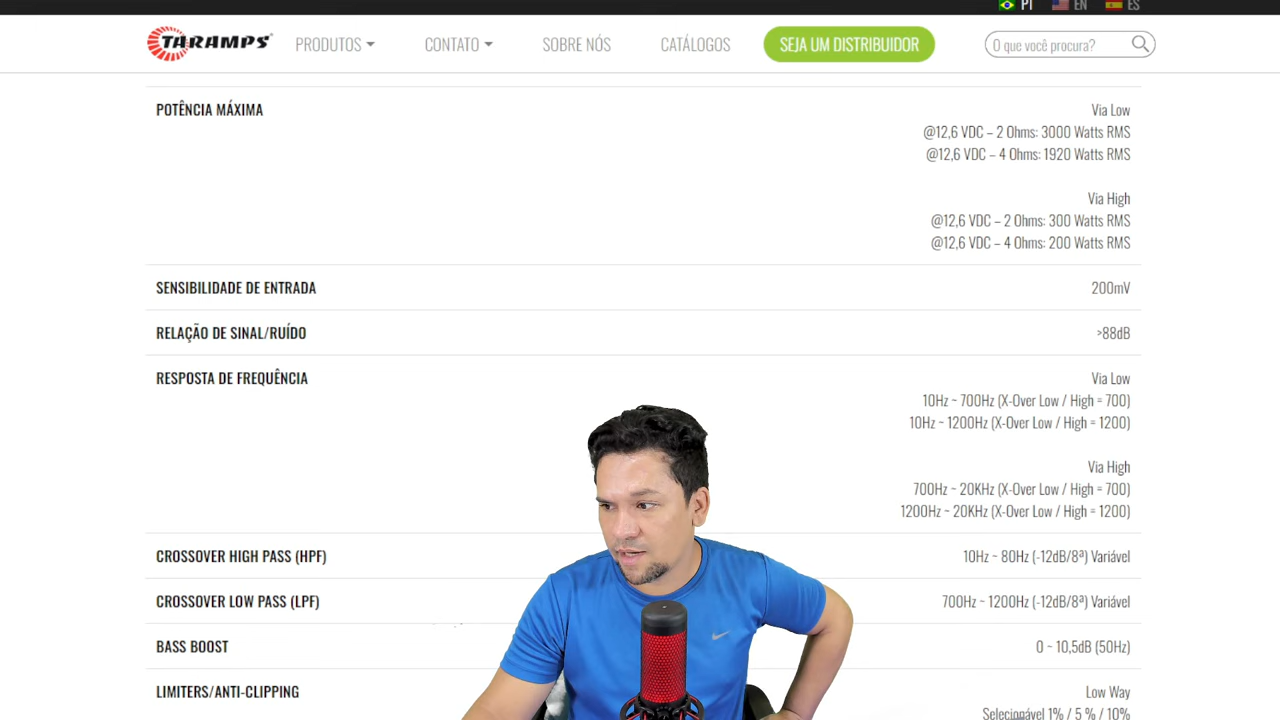 PT
EN
ES
TARAMPS
PRODUTOS
CONTATO
SOBRE NÓS
CATÁLOGOS
SEJA UM DISTRIBUIDOR
O que você procura?
POTÊNCIA MÁXIMA
Via Low
@12,6 VDC – 2 Ohms: 3000 Watts RMS
@12,6 VDC – 4 Ohms: 1920 Watts RMS
Via High
@12,6 VDC – 2 Ohms: 300 Watts RMS
@12,6 VDC – 4 Ohms: 200 Watts RMS
SENSIBILIDADE DE ENTRADA
200mV
RELAÇÃO DE SINAL/RUÍDO
>88dB
RESPOSTA DE FREQUÊNCIA
Via Low
10Hz ~ 700Hz (X-Over Low / High = 700)
10Hz ~ 1200Hz (X-Over Low / High = 1200)
Via High
700Hz ~ 20KHz (X-Over Low / High = 700)
1200Hz ~ 20KHz (X-Over Low / High = 1200)
CROSSOVER HIGH PASS (HPF)
10Hz ~ 80Hz (-12dB/8ª) Variável
CROSSOVER LOW PASS (LPF)
700Hz ~ 1200Hz (-12dB/8ª) Variável
BASS BOOST
0 ~ 10,5dB (50Hz)
LIMITERS/ANTI-CLIPPING
Low Way
Selecionável 1% / 5 % / 10%